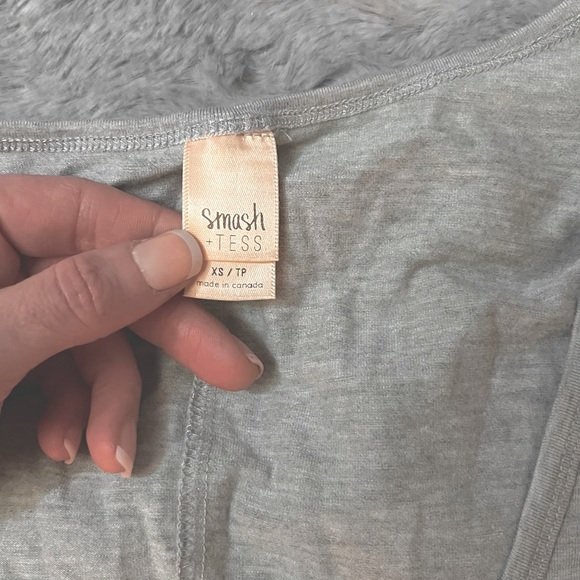 smash
+TESS
XS / TP
made in canada